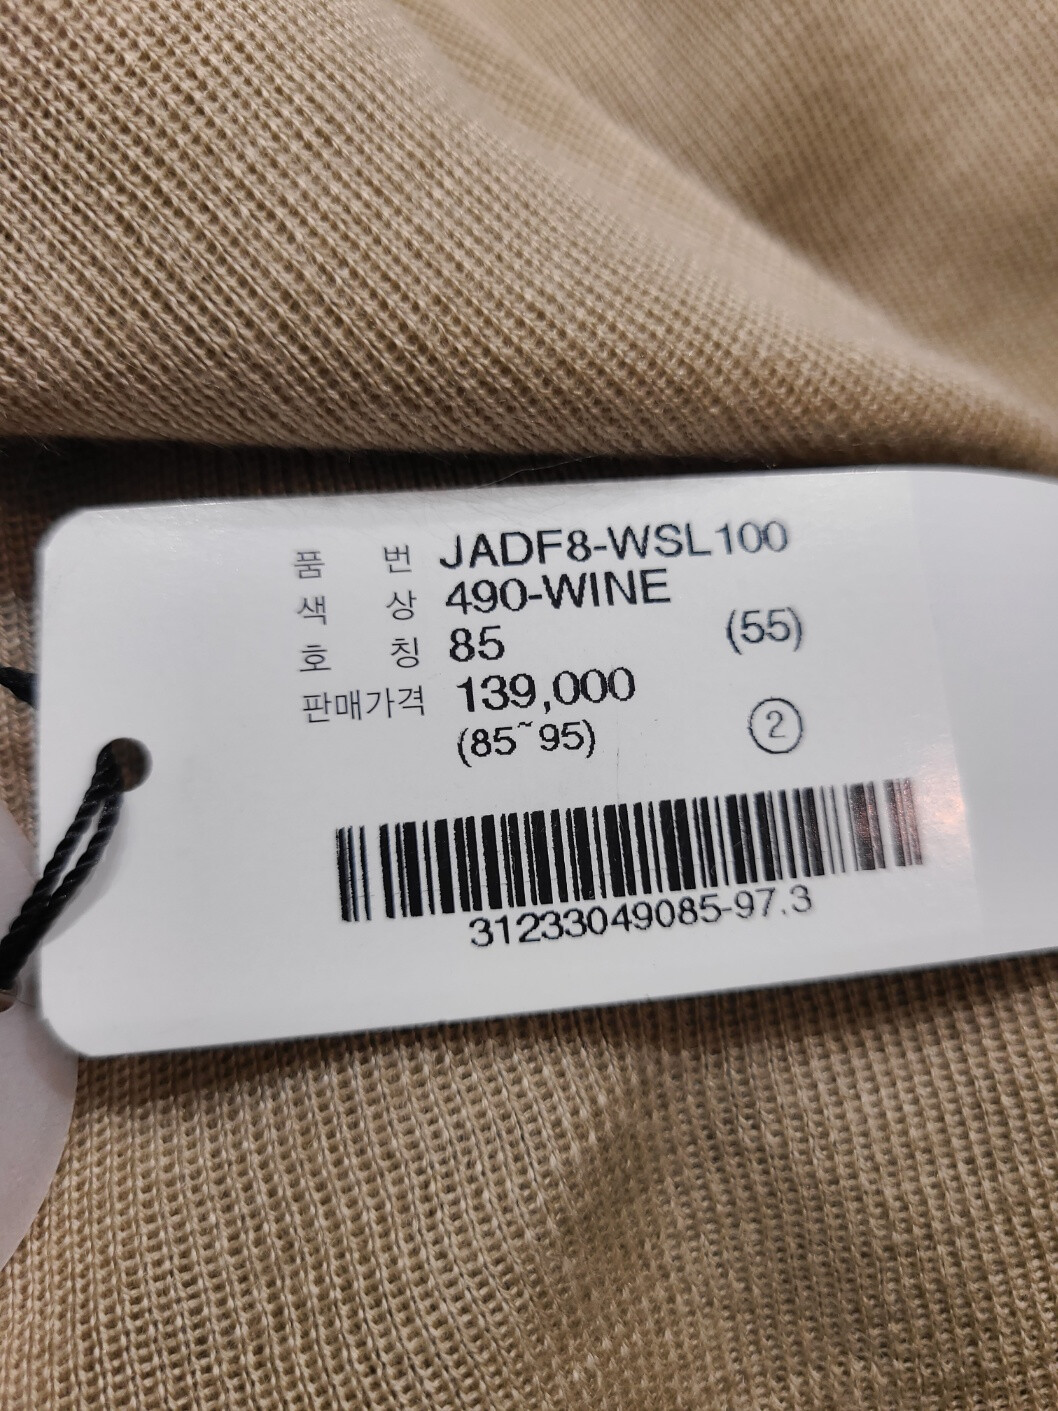 품 번 JADF8-WSL100
색 상 490-WINE
호 칭 85 (55)
판매가격 139,000
(85~95) ②
31233049085-97.3